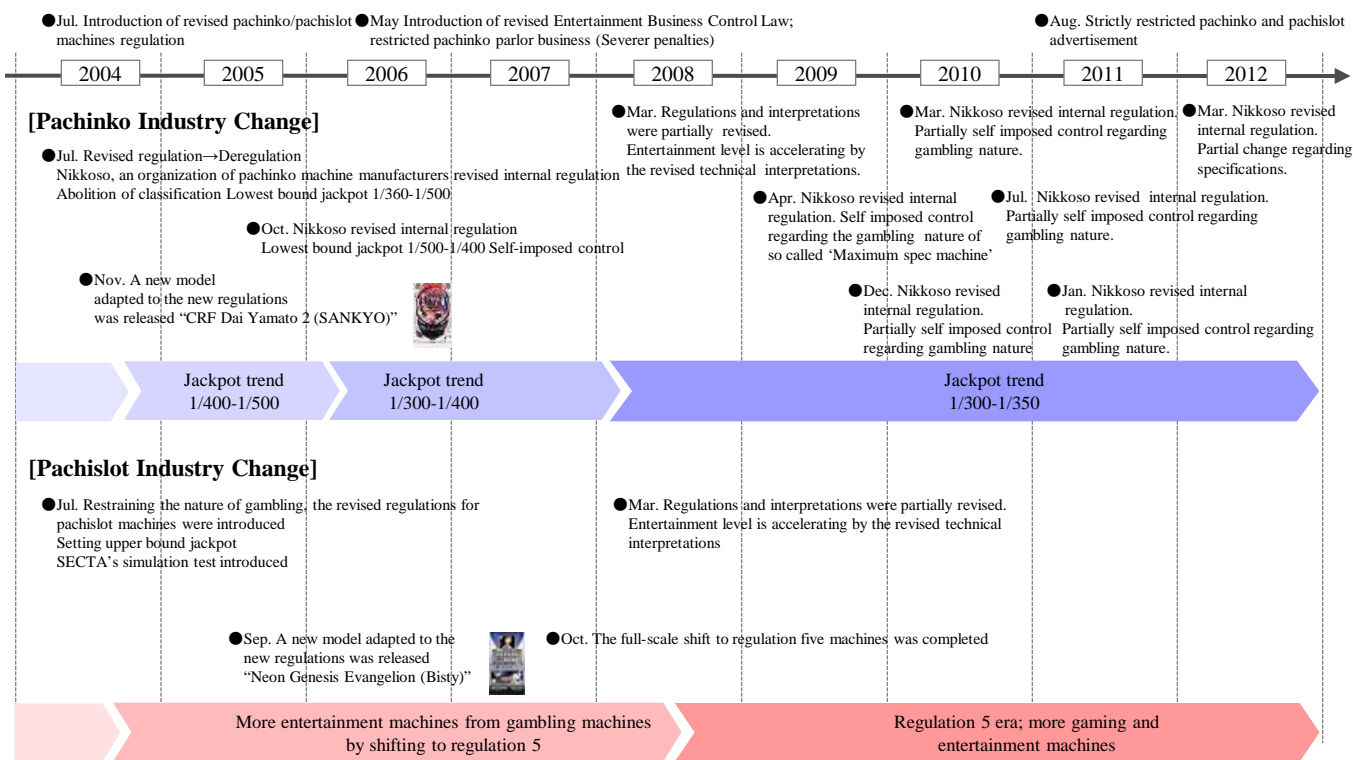 ●Jul. Introduction of revised pachinko/pachislot
machines regulation
●May Introduction of revised Entertainment Business Control Law;
restricted pachinko parlor business (Severer penalties)
●Aug. Strictly restricted pachinko and pachislot
advertisement
2004 2005 2006 2007 2008 2009 2010 2011 2012
[Pachinko Industry Change]
●Jul. Revised regulation→Deregulation
Nikkoso, an organization of pachinko machine manufacturers revised internal regulation
Abolition of classification Lowest bound jackpot 1/360-1/500
●Oct. Nikkoso revised internal regulation
Lowest bound jackpot 1/500-1/400 Self-imposed control
●Nov. A new model
adapted to the new regulations
was released “CRF Dai Yamato 2 (SANKYO)”
●Mar. Regulations and interpretations
were partially revised.
Entertainment level is accelerating by
the revised technical interpretations.
●Apr. Nikkoso revised internal
regulation. Self imposed control
regarding the gambling nature of
so called ‘Maximum spec machine’
●Dec. Nikkoso revised
internal regulation.
Partially self imposed control
regarding gambling nature
●Mar. Nikkoso revised internal regulation.
Partially self imposed control regarding
gambling nature.
●Jul. Nikkoso revised internal regulation.
Partially self imposed control regarding
gambling nature.
●Jan. Nikkoso revised internal
regulation.
Partially self imposed control regarding
gambling nature.
●Mar. Nikkoso revised
internal regulation.
Partial change regarding
specifications.
Jackpot trend
1/400-1/500
Jackpot trend
1/300-1/400
Jackpot trend
1/300-1/350
[Pachislot Industry Change]
●Jul. Restraining the nature of gambling, the revised regulations for
pachislot machines were introduced
Setting upper bound jackpot
SECTA’s simulation test introduced
●Mar. Regulations and interpretations were partially revised.
Entertainment level is accelerating by the revised technical
interpretations
●Sep. A new model adapted to the
new regulations was released
“Neon Genesis Evangelion (Bisty)”
●Oct. The full-scale shift to regulation five machines was completed
More entertainment machines from gambling machines
by shifting to regulation 5
Regulation 5 era; more gaming and
entertainment machines